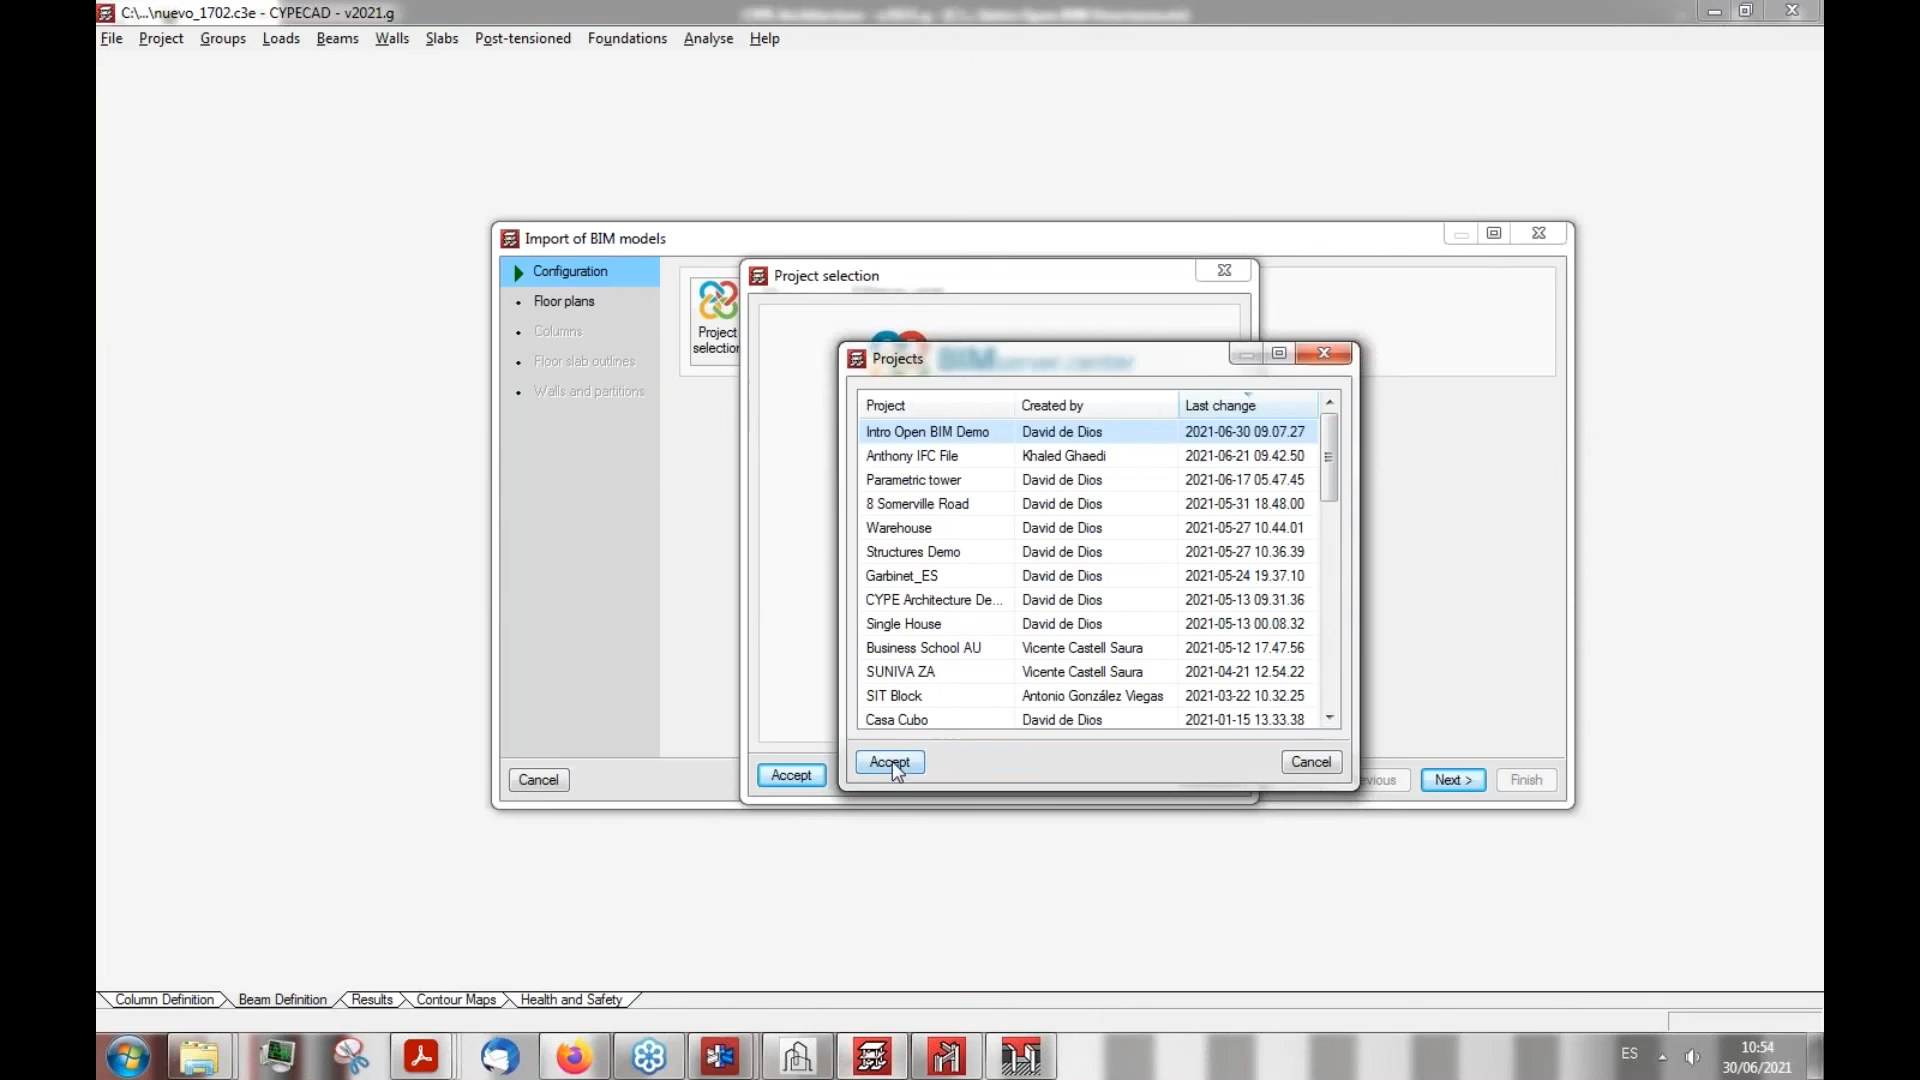 C:\...\nuevo_1702.c3e - CYPECAD - v2021.g
File Project Groups Loads Beams Walls Slabs Post-tensioned Foundations Analyse Help
Import of BIM models
Configuration
Floor plans
Columns
Floor slab outlines
Walls and partitions
Project selection
Project selection
BIMserver.center
Projects
Project Created by Last change
Intro Open BIM Demo David de Dios 2021-06-30 09.07.27
Anthony IFC File Khaled Ghaedi 2021-06-21 09.42.50
Parametric tower David de Dios 2021-06-17 05.47.45
8 Somerville Road David de Dios 2021-05-31 18.48.00
Warehouse David de Dios 2021-05-27 10.44.01
Structures Demo David de Dios 2021-05-27 10.36.39
Garbinet_ES David de Dios 2021-05-24 19.37.10
CYPE Architecture De... David de Dios 2021-05-13 09.31.36
Single House David de Dios 2021-05-13 00.08.32
Business School AU Vicente Castell Saura 2021-05-12 17.47.56
SUNIVA ZA Vicente Castell Saura 2021-04-21 12.54.22
SIT Block Antonio González Viegas 2021-03-22 10.32.25
Casa Cubo David de Dios 2021-01-15 13.33.38
Accept Cancel
Accept
Cancel evious Next > Finish
Column Definition Beam Definition Results Contour Maps Health and Safety
ES
10:54
30/06/2021